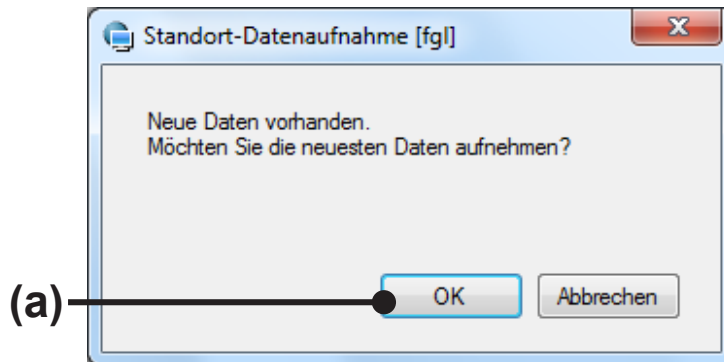 Standort-Datenaufnahme [fgl]
Neue Daten vorhanden.
Möchten Sie die neuesten Daten aufnehmen?
(a)
OK
Abbrechen